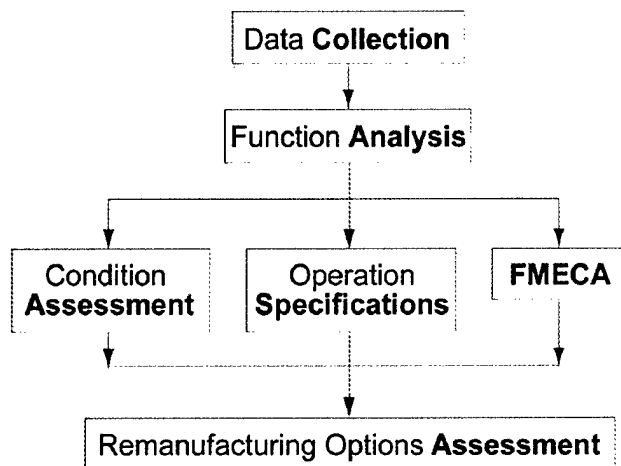 Data Collection
Function Analysis
Condition
Assessment
Operation
Specifications
FMECA
Remanufacturing Options Assessment